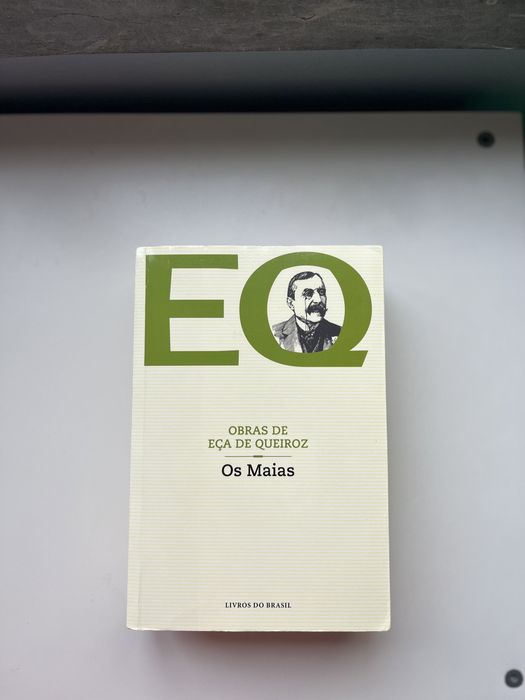 EQ
OBRAS DE
EÇA DE QUEIROZ
Os Maias
LIVROS DO BRASIL